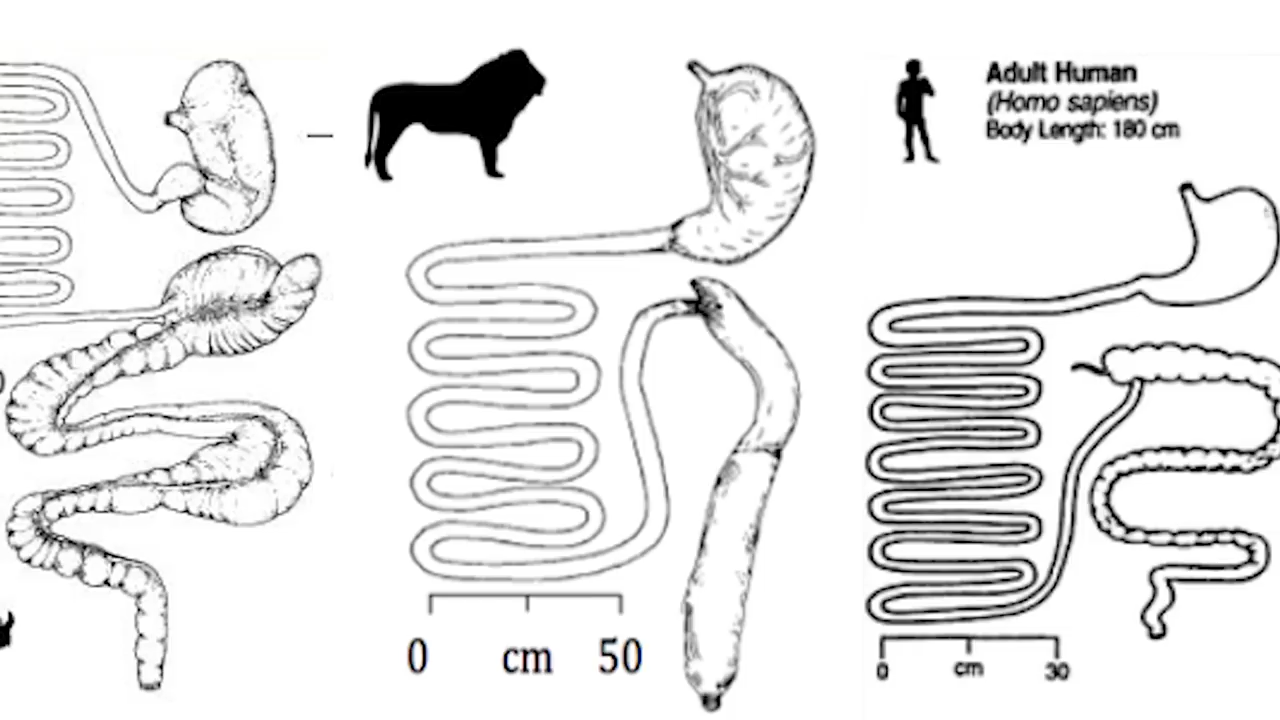 Adult Human
(Homo sapiens)
Body Length: 180 cm
0 cm 50
0 cm 30